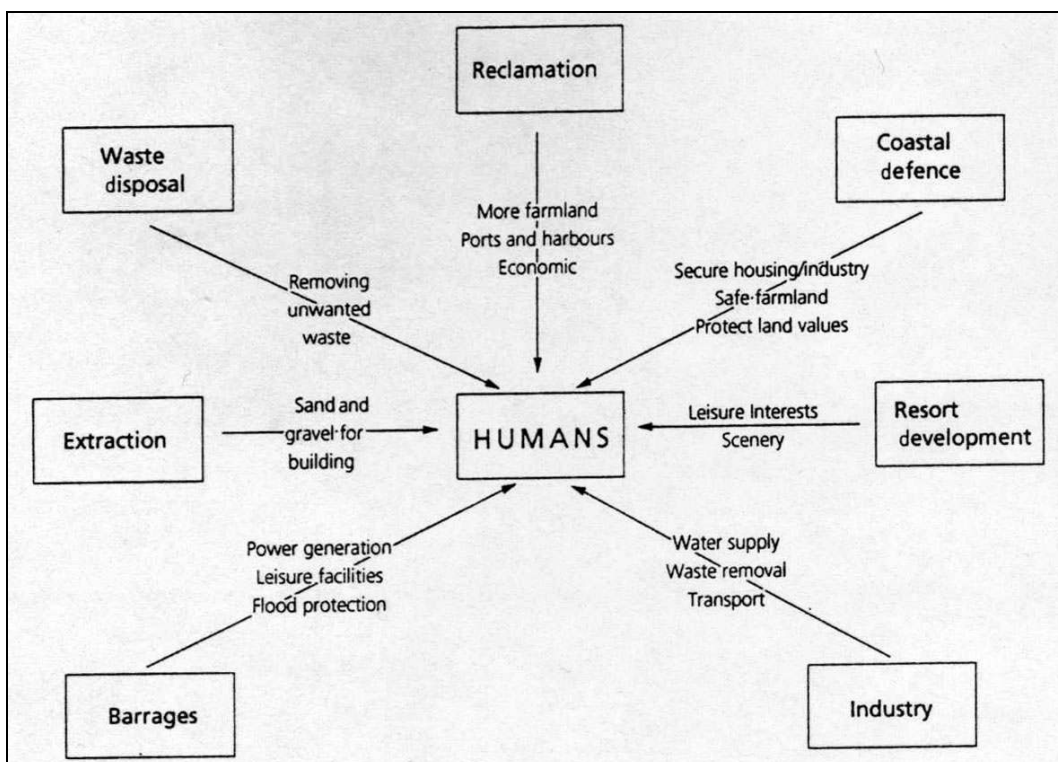 Reclamation
Waste
disposal
Coastal
defence
More farmland
Ports and harbours
Economic
Secure housing/industry
Safe·farmland
Protect land values
Removing
unwanted
waste
Extraction
Sand and
gravel·for
building
HUMANS
Leisure Interests
Scenery
Resort
development
Power generation
Leisure facilities
Flood protection
Water supply
Waste removal
Transport
Barrages
Industry